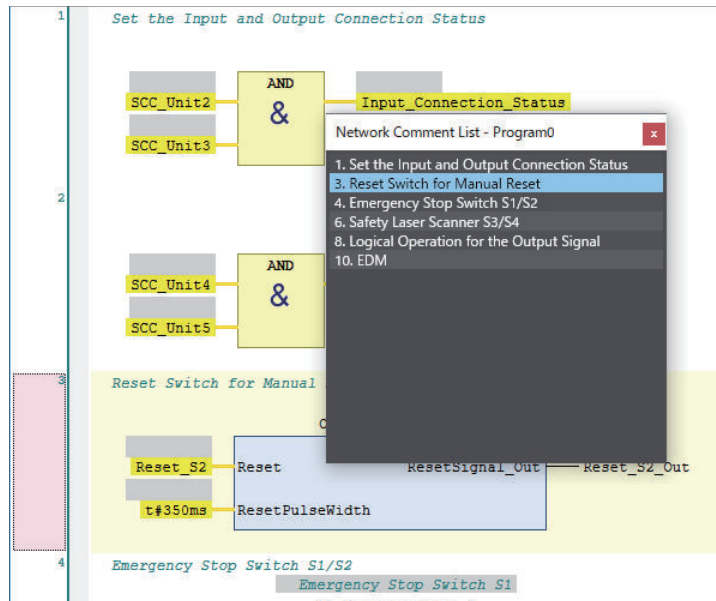 1
Set the Input and Output Connection Status
AND
&
SCC_Unit2
Input_Connection_Status
SCC_Unit3
Network Comment List - Program0
x
1. Set the Input and Output Connection Status
3. Reset Switch for Manual Reset
4. Emergency Stop Switch S1/S2
6. Safety Laser Scanner S3/S4
8. Logical Operation for the Output Signal
10. EDM
2
AND
&
SCC_Unit4
SCC_Unit5
3
Reset Switch for Manual
Reset_S2
Reset
ResetSignal_Out
Reset_S2_Out
t#350ms
ResetPulseWidth
4
Emergency Stop Switch S1/S2
Emergency Stop Switch S1